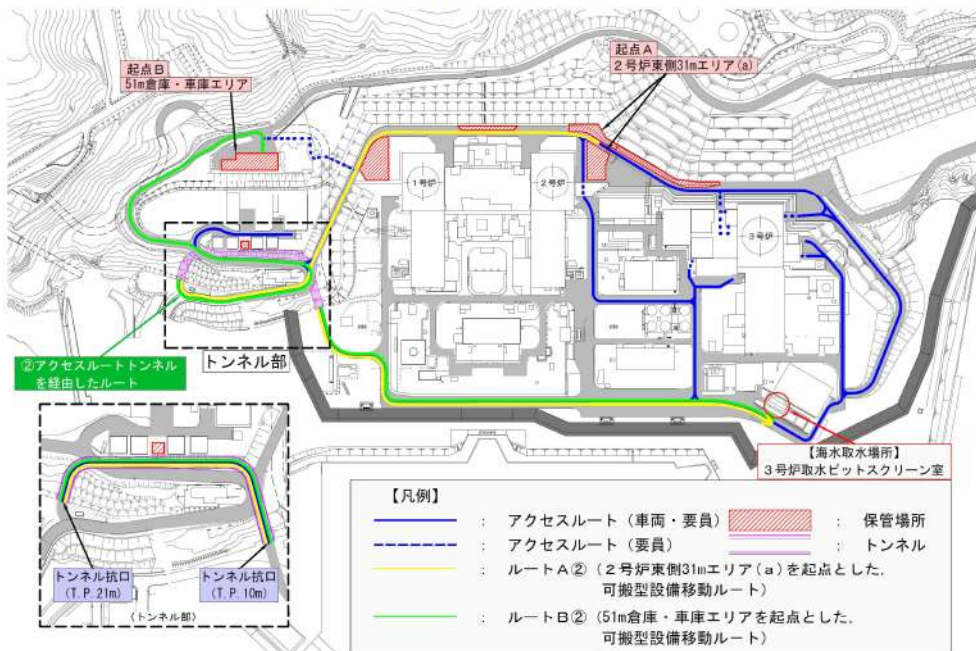 起点B
51m倉庫・車庫エリア
起点A
２号炉東側31mエリア(a)
１号炉
２号炉
３号炉
②アクセスルートトンネル
を経由したルート
トンネル部
【海水取水場所】
３号炉取水ピットスクリーン室
トンネル坑口
(T.P.21m)
トンネル坑口
(T.P.10m)
(トンネル部)
【凡例】
： アクセスルート（車両・要員）
： 保管場所
： アクセスルート（要員）
： トンネル
： ルートA② (２号炉東側31mエリア(a)を起点とした,
可搬型設備移動ルート)
： ルートB② (51m倉庫・車庫エリアを起点とした,
可搬型設備移動ルート)